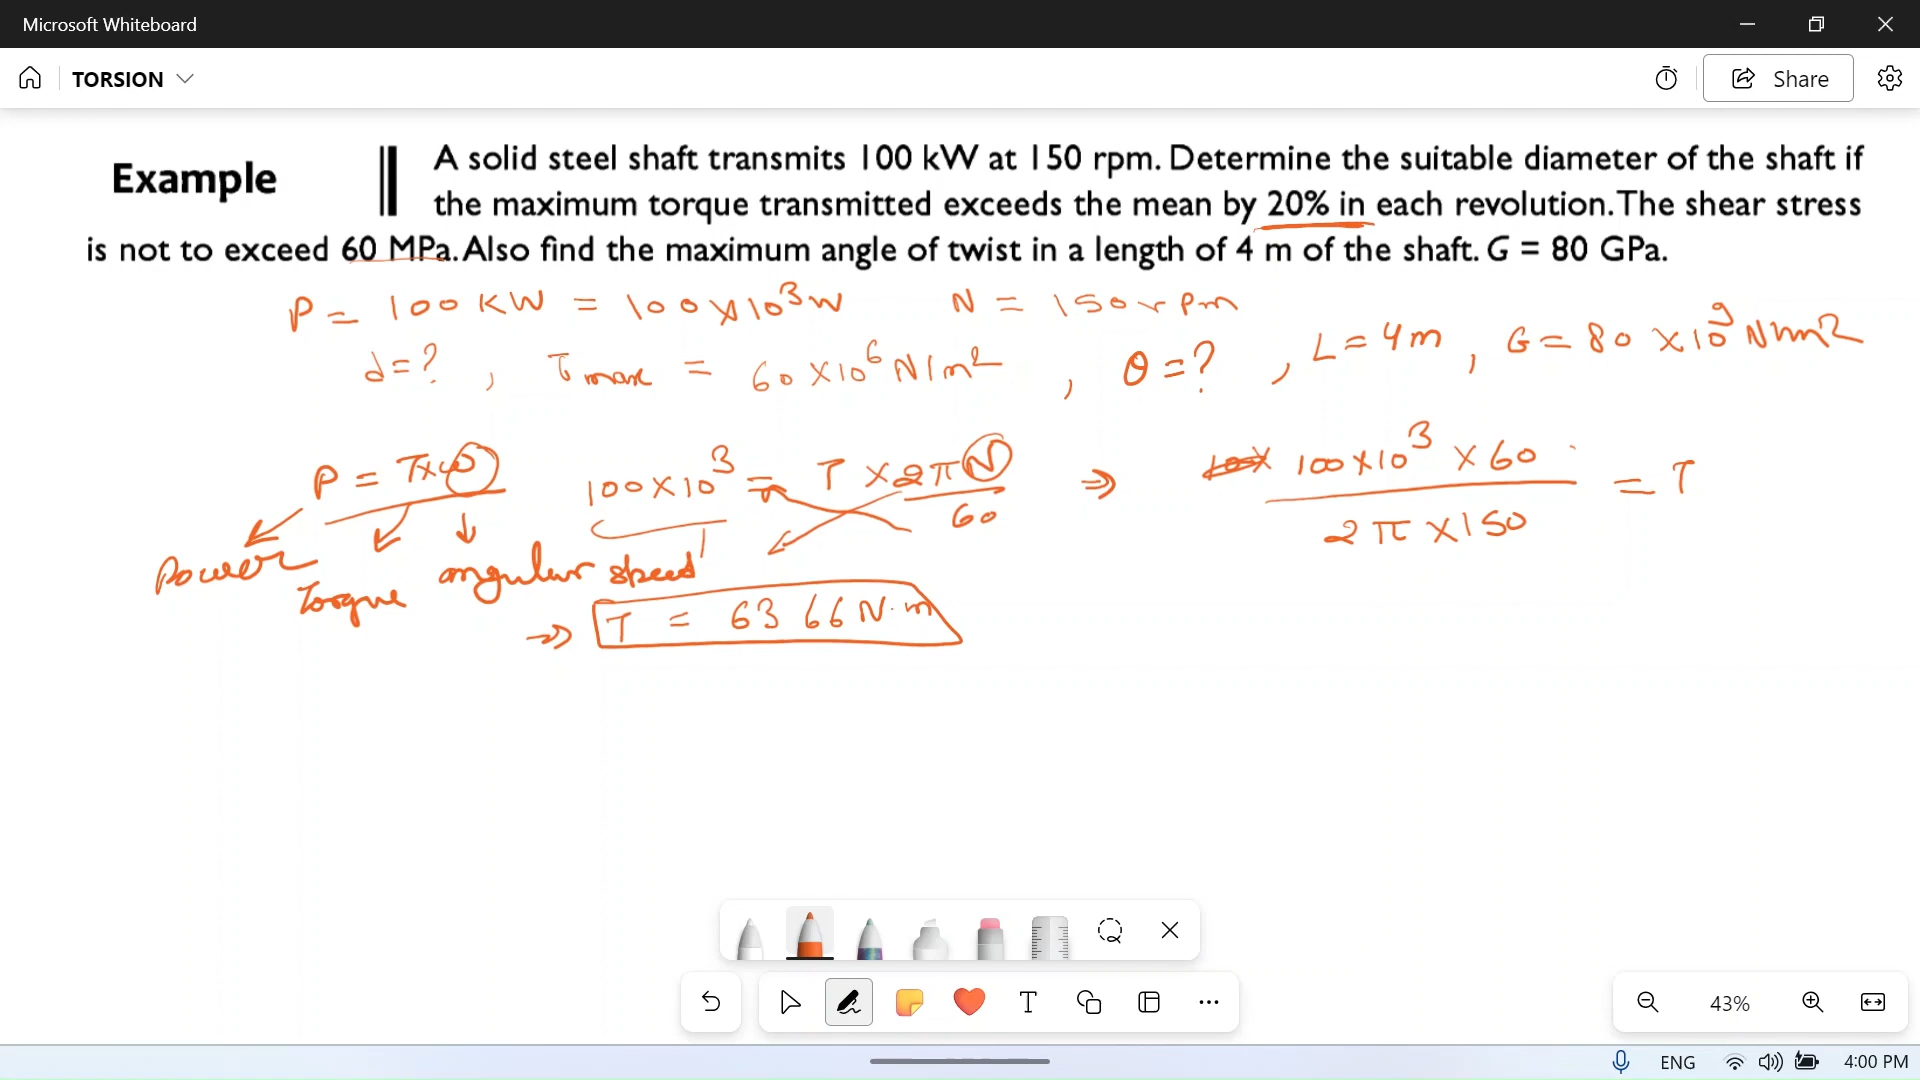 Microsoft Whiteboard
TORSION
Share
Example
A solid steel shaft transmits 100 kW at 150 rpm. Determine the suitable diameter of the shaft if
the maximum torque transmitted exceeds the mean by 20% in each revolution. The shear stress
is not to exceed 60 MPa. Also find the maximum angle of twist in a length of 4 m of the shaft. G = 80 GPa.
P = 100 KW = 100 × 10³ W N = 150 rpm
d = ? , τmax = 60 × 10⁶ N/m² , θ = ? , L = 4 m , G = 80 × 10⁹ N/m²
P = T×ω 100 × 10³ = T × 2πN / 60 ⇒ 100 × 10³ × 60 / 2π × 150 = T
Power Torque angular speed
⇒ T = 6366 N.m
43%
ENG
4:00 PM